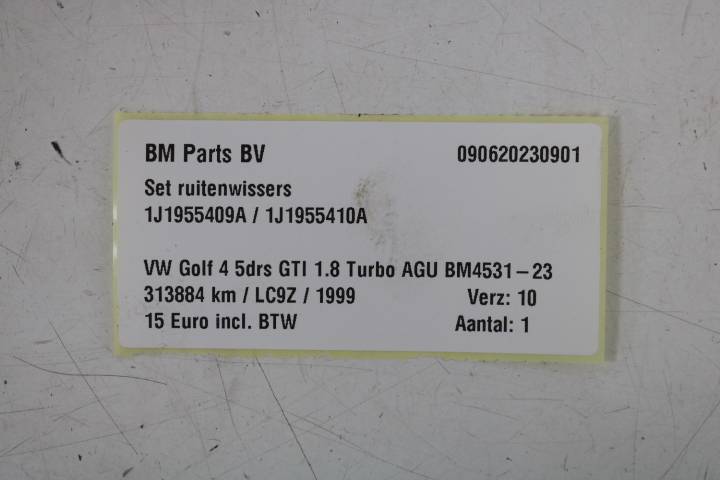 BM Parts BV 090620230901
Set ruitenwissers
1J1955409A / 1J1955410A
VW Golf 4 5drs GTI 1.8 Turbo AGU BM4531-23
313884 km / LC9Z / 1999 Verz: 10
15 Euro incl. BTW Aantal: 1